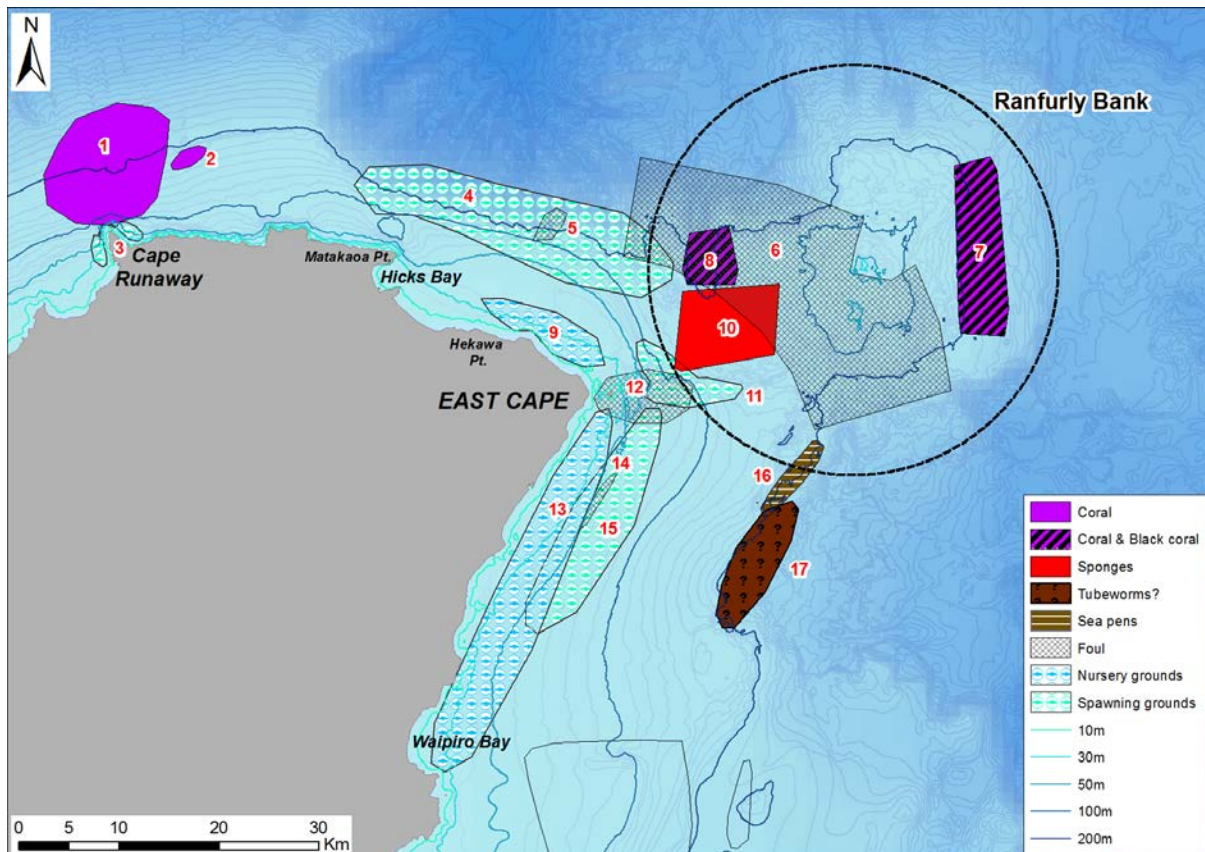 N
Ranfurly Bank
1
2
3
Cape
Runaway
Matakaoa Pt.
Hicks Bay
4
5
6
7
8
9
10
Hekawa
Pt.
EAST CAPE
11
12
13
14
15
16
17
? ? ? ? ? ? ? ? ? ? ? ? ? ? ?
Waipiro Bay
Coral
Coral & Black coral
Sponges
Tubeworms?
Sea pens
Foul
Nursery grounds
Spawning grounds
10m
30m
50m
100m
200m
0 5 10 20 30
Km